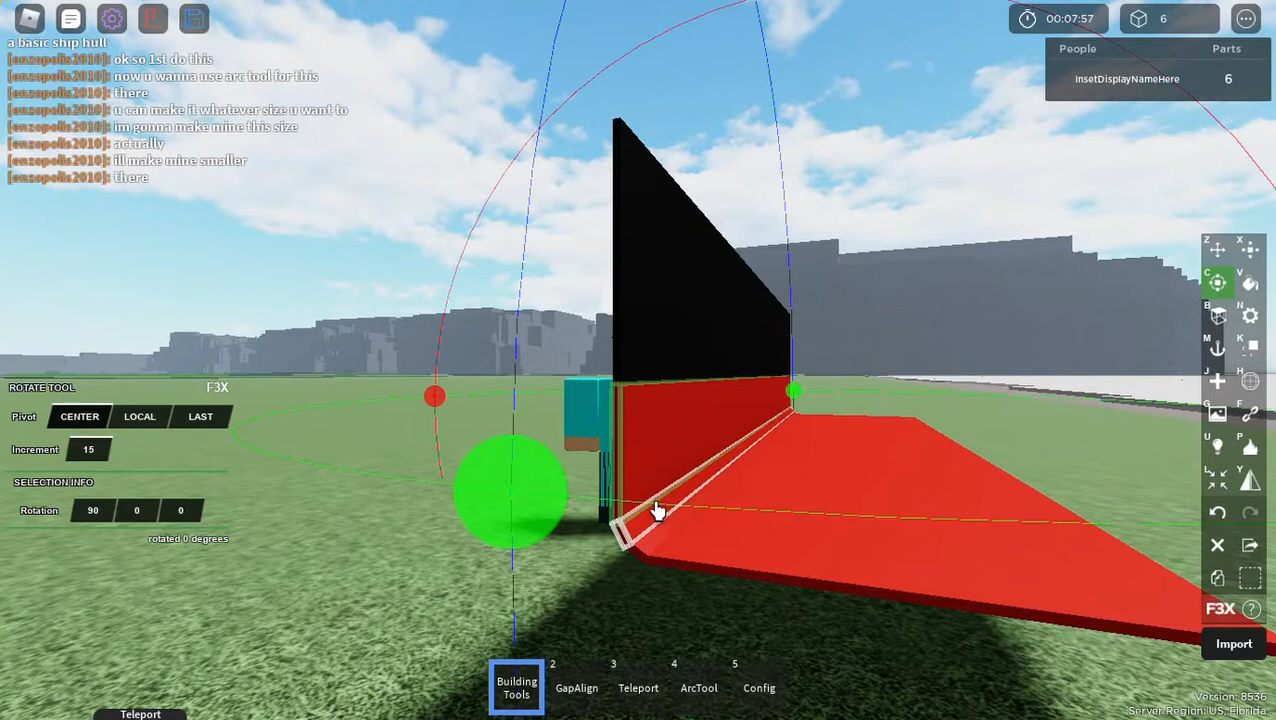 a basic ship hull
[enzopolis2010]: ok so 1st do this
[enzopolis2010]: now u wanna use arc tool for this
[enzopolis2010]: there
[enzopolis2010]: u can make it whatever size u want to
[enzopolis2010]: im gonna make mine this size
[enzopolis2010]: actually
[enzopolis2010]: ill make mine smaller
[enzopolis2010]: there
00:07:57
6
People Parts
InsetDisplayNameHere 6
Z X
C V
B N
M K
J H
G F
U P
L Y
F3X ?
Import
ROTATE TOOL F3X
Pivot CENTER LOCAL LAST
Increment 15
SELECTION INFO
Rotation 90 0 0
rotated 0 degrees
Building
Tools
2 3 4 5
GapAlign Teleport ArcTool Config
Teleport
Version: 8536
Server Region: US, Florida